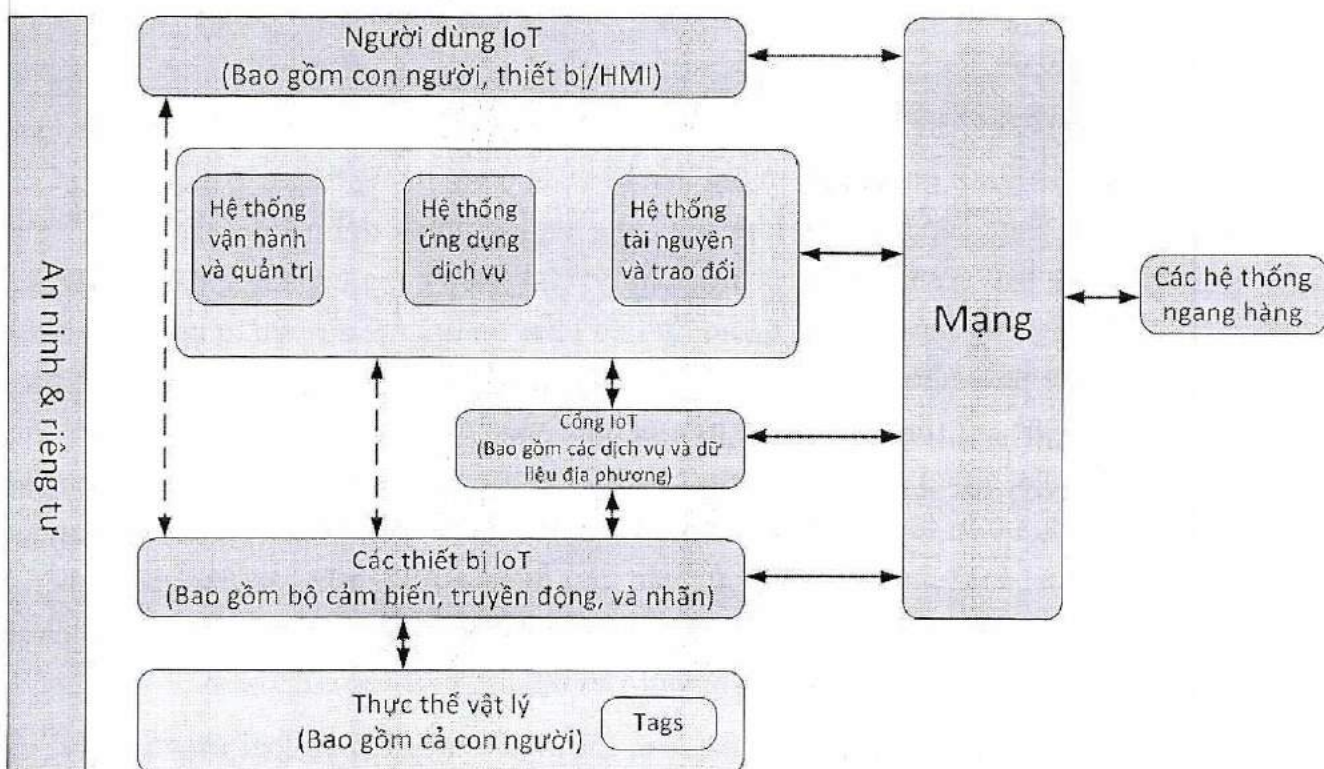 Người dùng IoT
(Bao gồm con người, thiết bị/HMI)
Hệ thống
vận hành
và quản trị
Hệ thống
ứng dụng
dịch vụ
Hệ thống
tài nguyên
và trao đổi
Mạng
Các hệ thống
ngang hàng
An ninh & riêng tư
Cổng IoT
(Bao gồm các dịch vụ và dữ
liệu địa phương)
Các thiết bị IoT
(Bao gồm bộ cảm biến, truyền động, và nhãn)
Thực thể vật lý
(Bao gồm cả con người)
Tags